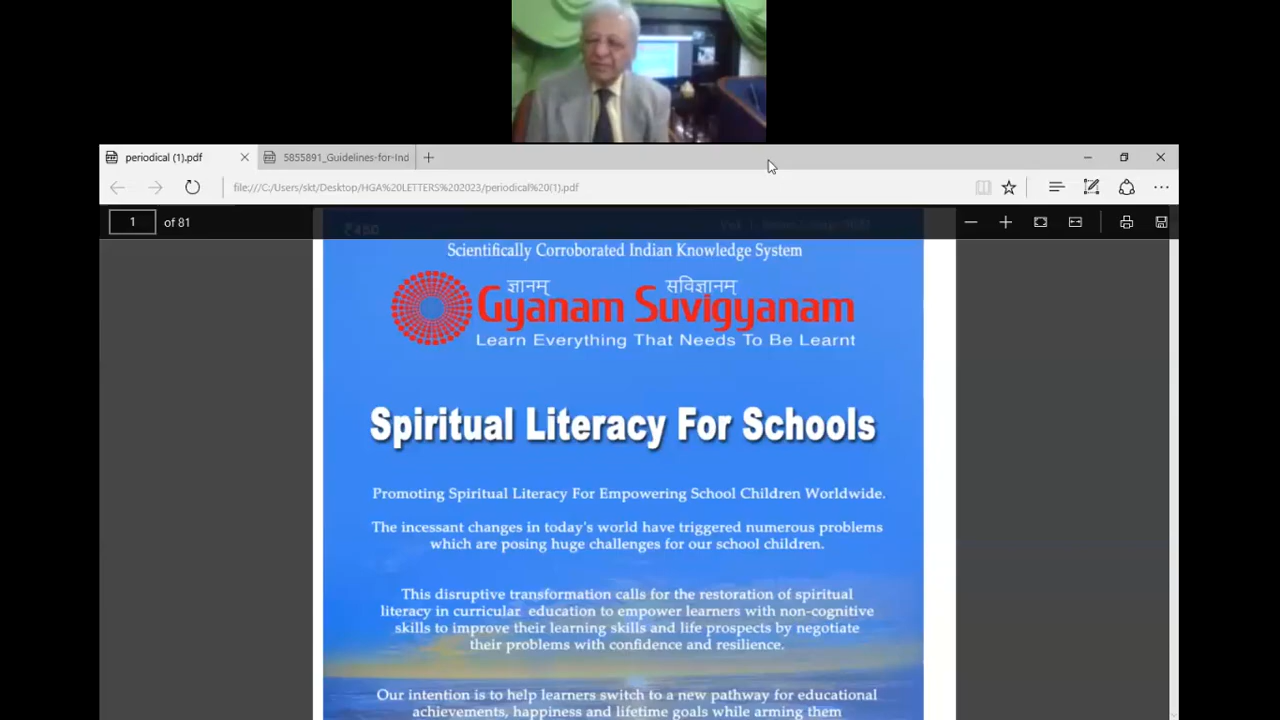 periodical (1).pdf
5855891_Guidelines-for-Ind
file:///C:/Users/skt/Desktop/HGA%20LETTERS%202023/periodical%20(1).pdf
1 of 81
Scientifically Corroborated Indian Knowledge System
ज्ञानम् सविज्ञानम्
Gyanam Suvigyanam
Learn Everything That Needs To Be Learnt
Spiritual Literacy For Schools
Promoting Spiritual Literacy For Empowering School Children Worldwide.
The incessant changes in today's world have triggered numerous problems
which are posing huge challenges for our school children.
This disruptive transformation calls for the restoration of spiritual
literacy in curricular education to empower learners with non-cognitive
skills to improve their learning skills and life prospects by negotiate
their problems with confidence and resilience.
Our intention is to help learners switch to a new pathway for educational
achievements, happiness and lifetime goals while arming them